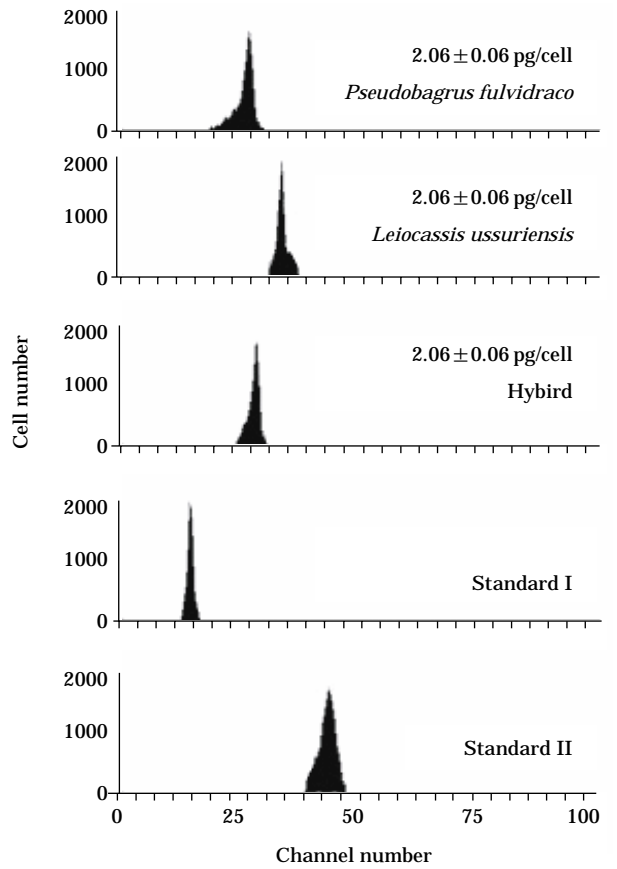 2000
1000
0
2.06±0.06 pg/cell
Pseudobagrus fulvidraco
2000
1000
0
2.06±0.06 pg/cell
Leiocassis ussuriensis
2000
1000
0
2.06±0.06 pg/cell
Hybird
Cell number
2000
1000
0
Standard I
2000
1000
0
Standard II
0 25 50 75 100
Channel number